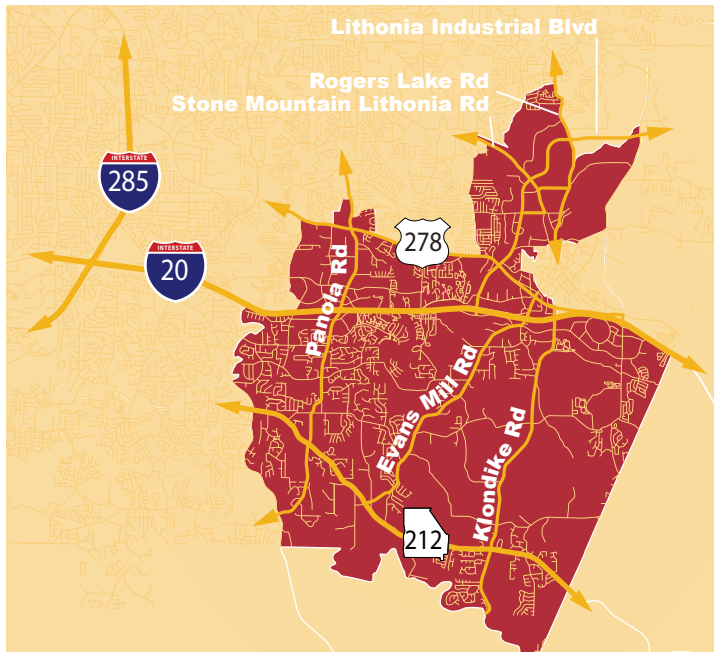 Lithonia Industrial Blvd
Rogers Lake Rd
Stone Mountain Lithonia Rd
INTERSTATE
285
278
INTERSTATE
20
Panola Rd
Evans Mill Rd
Klondike Rd
212